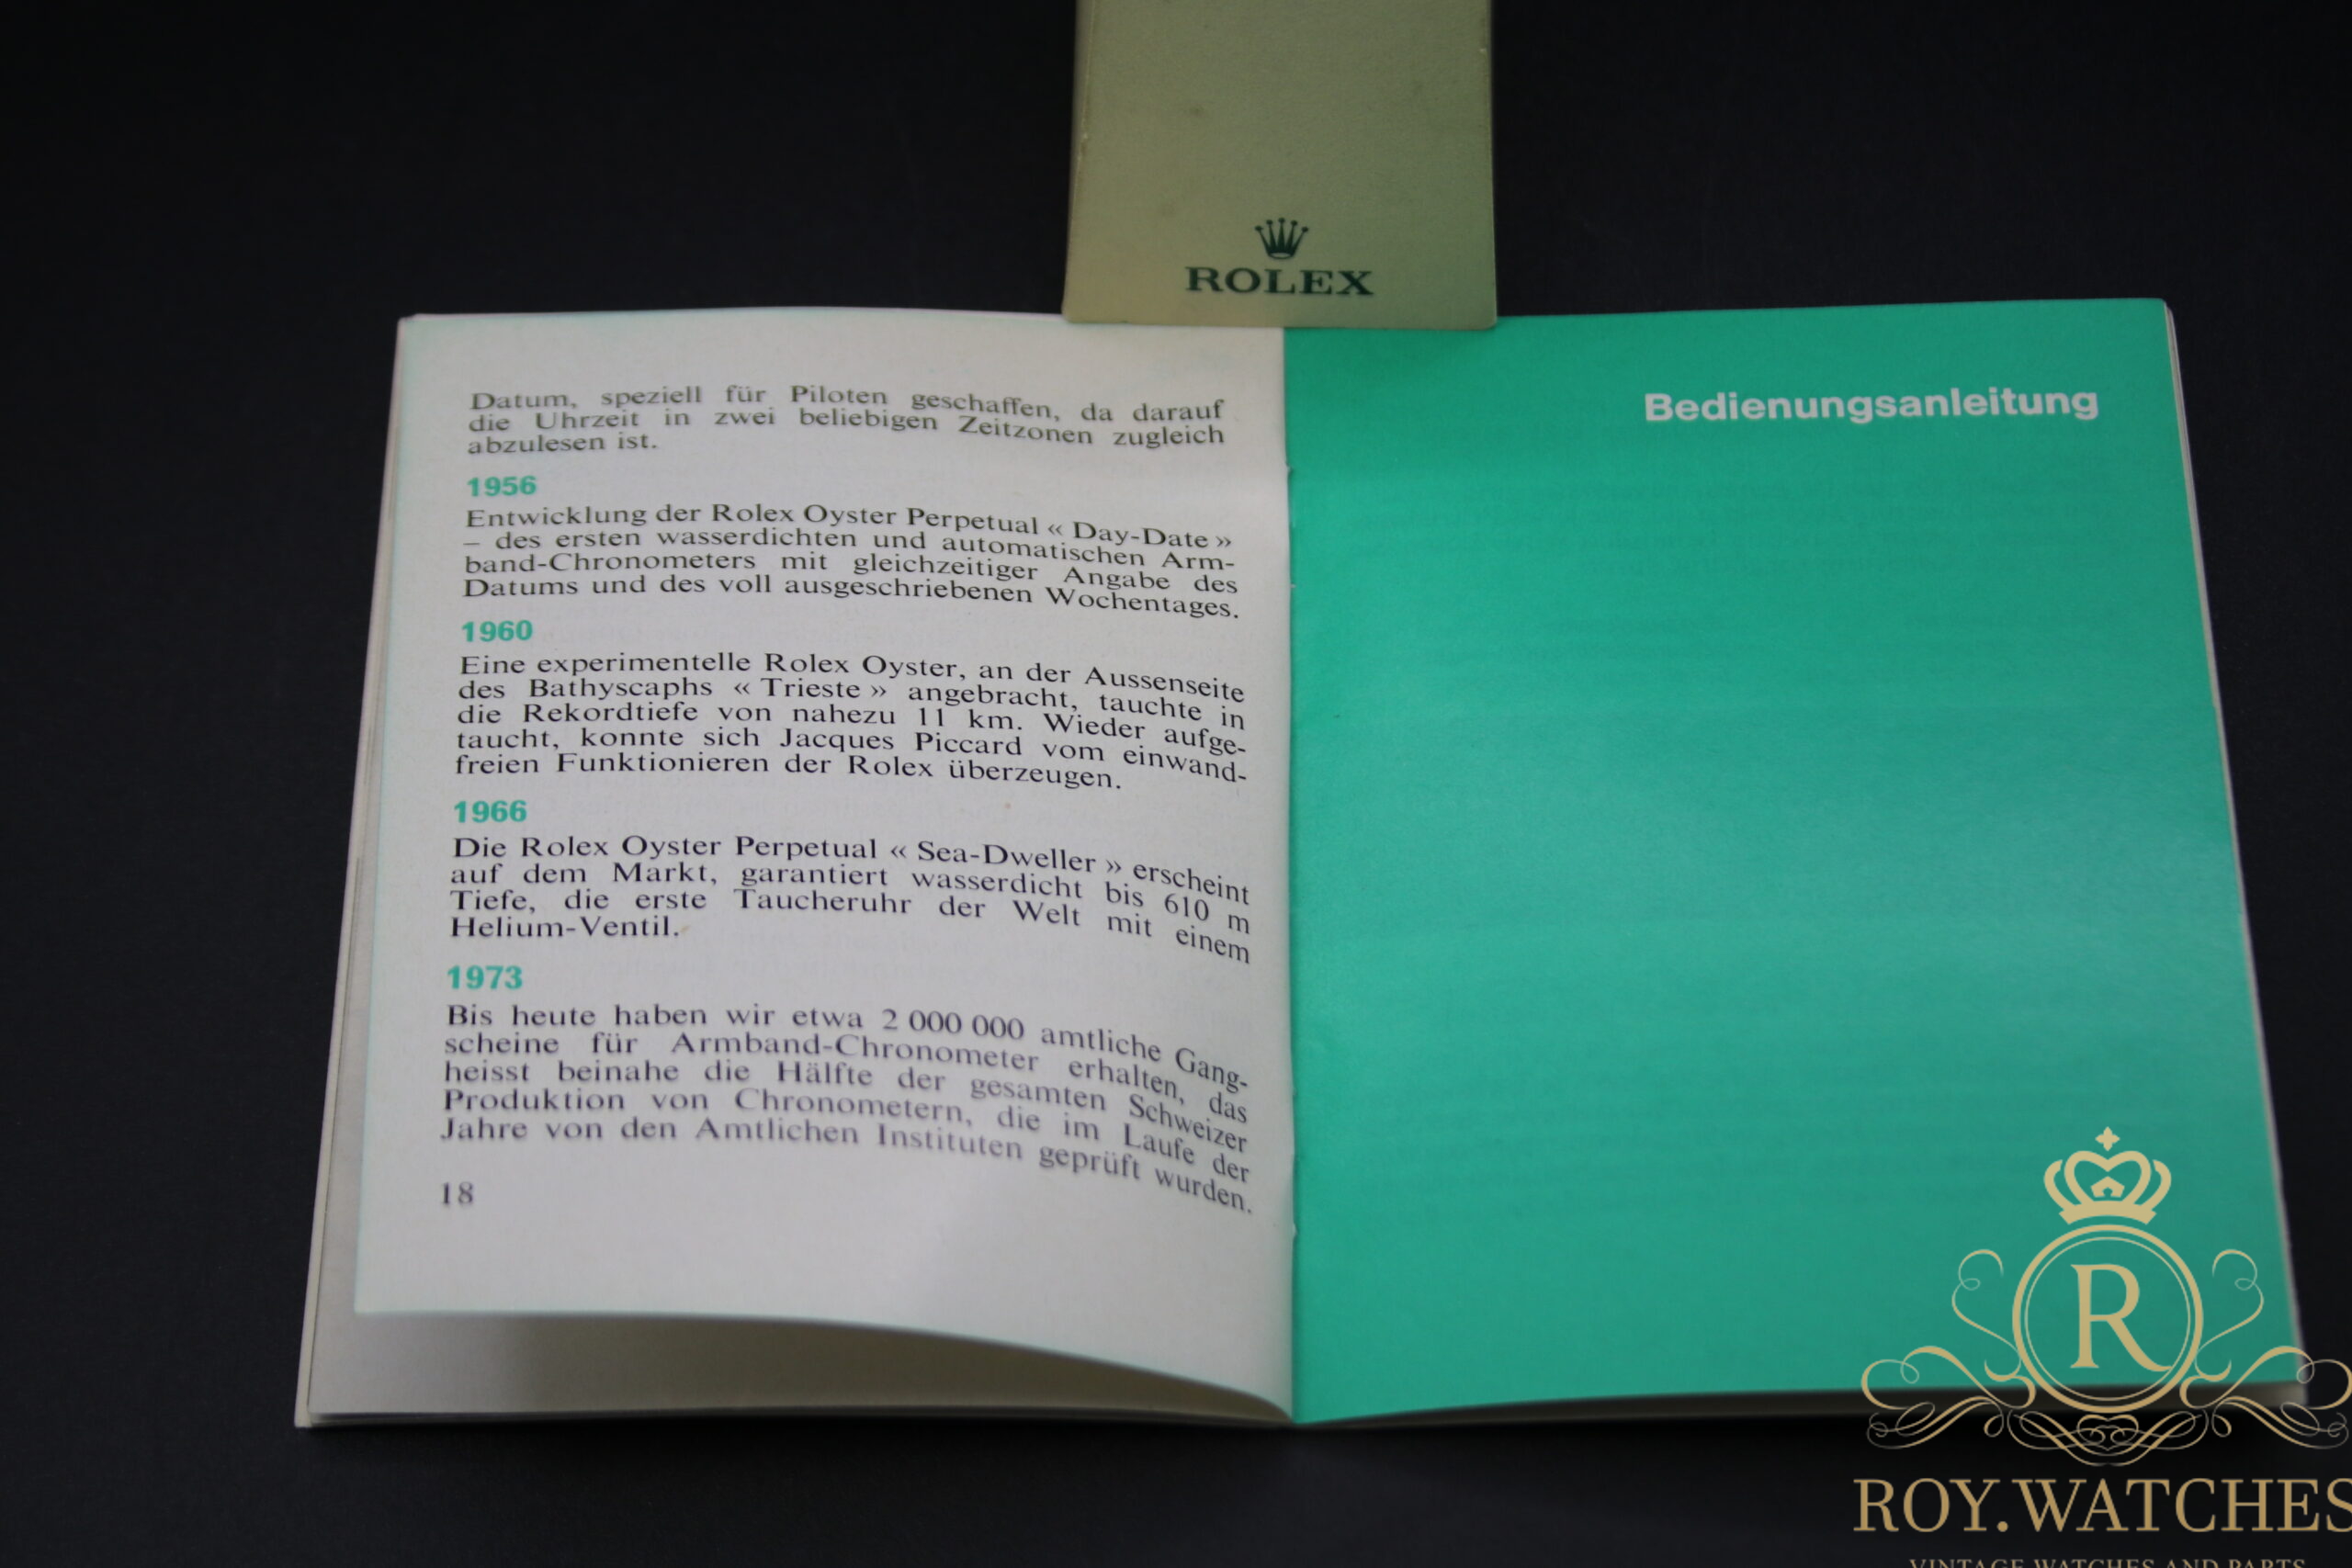 ROLEX
Datum, speziell für Piloten geschaffen, da darauf
die Uhrzeit in zwei beliebigen Zeitzonen zugleich
abzulesen ist.
1956
Entwicklung der Rolex Oyster Perpetual « Day-Date »
– des ersten wasserdichten und automatischen Arm-
band-Chronometers mit gleichzeitiger Angabe des
Datums und des voll ausgeschriebenen Wochentages.
1960
Eine experimentelle Rolex Oyster, an der Aussenseite
des Bathyscaphs « Trieste » angebracht, tauchte in
die Rekordtiefe von nahezu 11 km. Wieder aufge-
taucht, konnte sich Jacques Piccard vom einwand-
freien Funktionieren der Rolex überzeugen.
1966
Die Rolex Oyster Perpetual « Sea-Dweller » erscheint
auf dem Markt, garantiert wasserdicht bis 610 m
Tiefe, die erste Taucheruhr der Welt mit einem
Helium-Ventil.
1973
Bis heute haben wir etwa 2 000 000 amtliche Gang-
scheine für Armband-Chronometer erhalten, das
heisst beinahe die Hälfte der gesamten Schweizer
Produktion von Chronometern, die im Laufe der
Jahre von den Amtlichen Instituten geprüft wurden.
18
Bedienungsanleitung
R
ROY.WATCHES
VINTAGE WATCHES AND PARTS